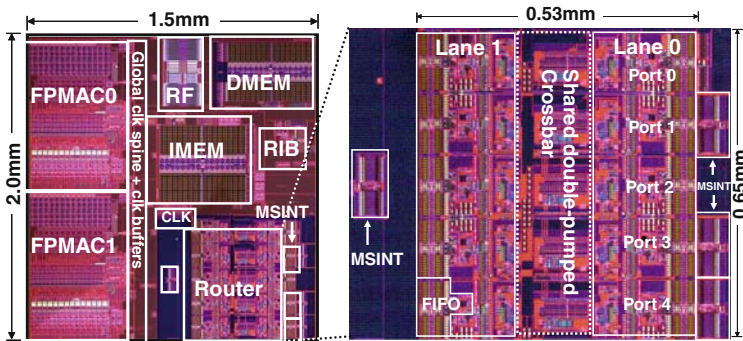 1.5mm
2.0mm
FPMAC0
FPMAC1
Global clk spine + clk buffers
RF
DMEM
IMEM
RIB
CLK
MSINT
Router
0.53mm
0.65mm
Lane 1
Lane 0
Shared double-pumped
Crossbar
Port 0
Port 1
Port 2
Port 3
Port 4
MSINT
MSINT
FIFO